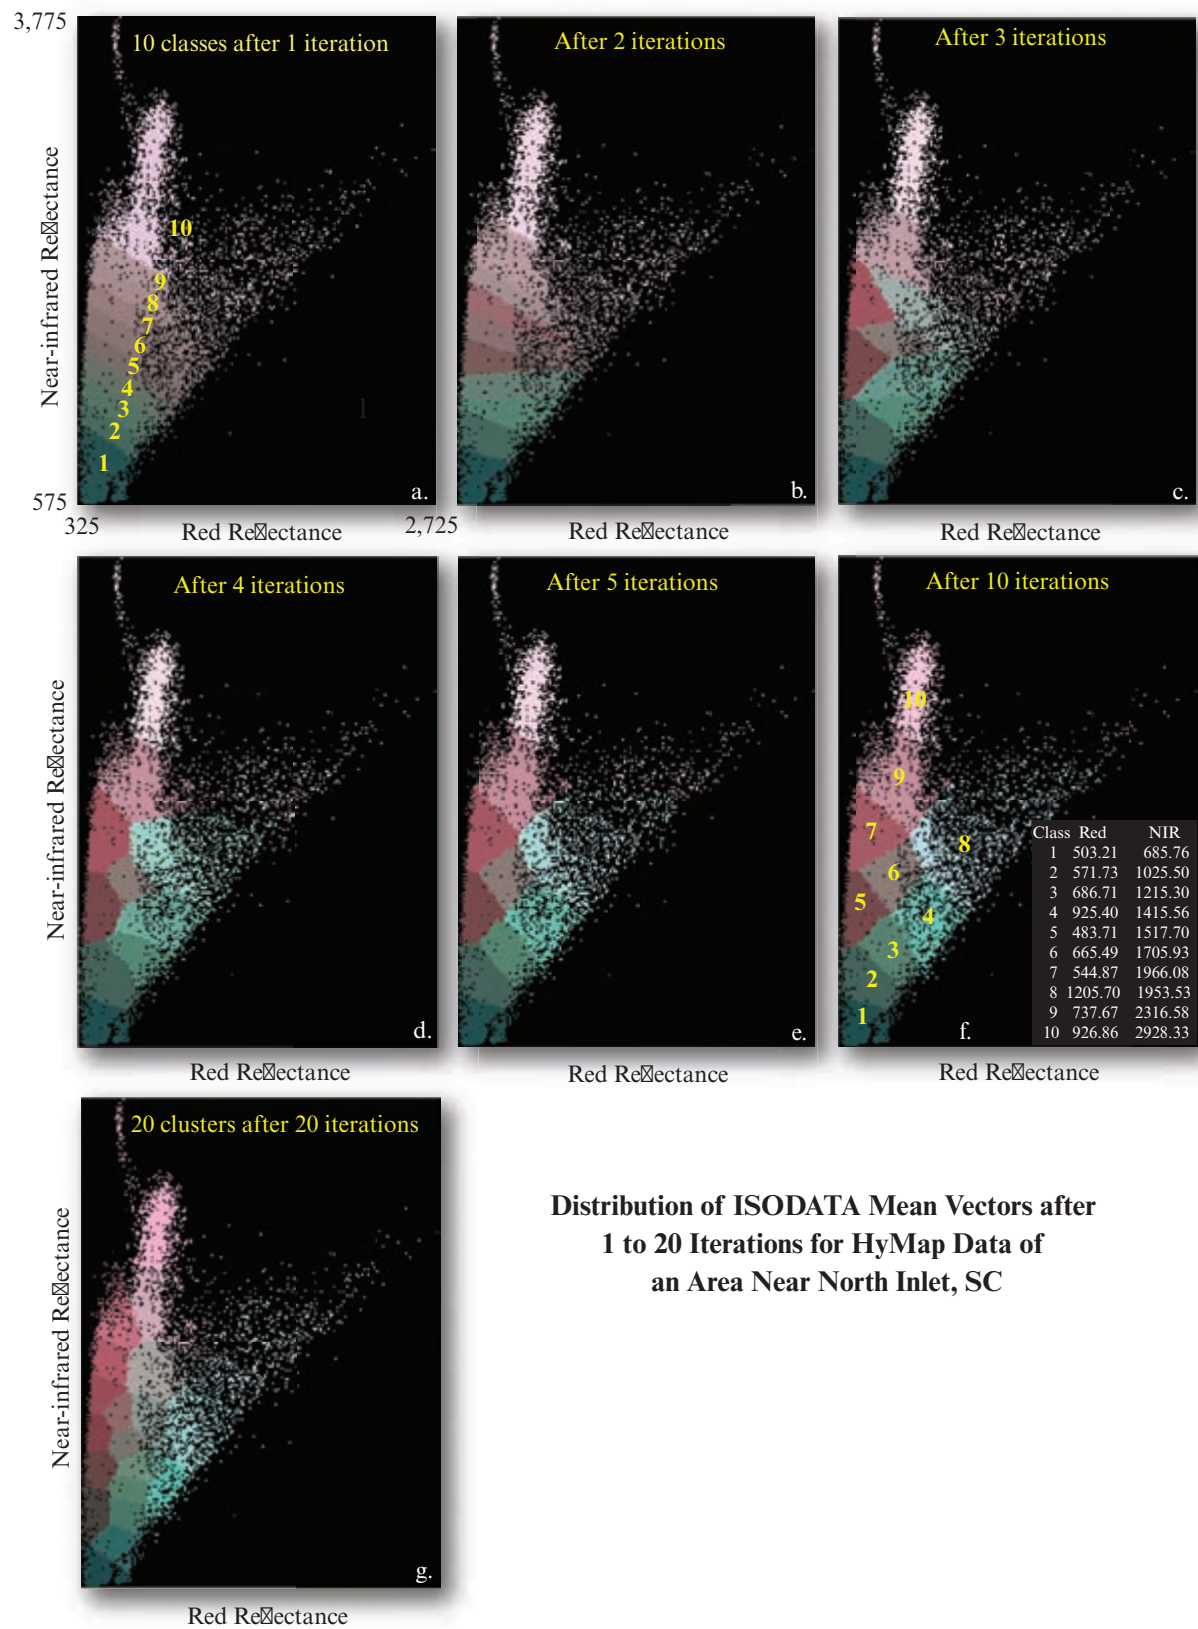 3,775
10 classes after 1 iteration
After 2 iterations
After 3 iterations
Near-infrared Re☒ectance
10
9
8
7
6
5
4
3
2
1
1
a.
b.
c.
575
325
2,725
Red Re☒ectance
Red Re☒ectance
Red Re☒ectance
After 4 iterations
After 5 iterations
After 10 iterations
Near-infrared Re☒ectance
10
9
7
8
6
5
4
3
2
1
Class Red NIR
1 503.21 685.76
2 571.73 1025.50
3 686.71 1215.30
4 925.40 1415.56
5 483.71 1517.70
6 665.49 1705.93
7 544.87 1966.08
8 1205.70 1953.53
9 737.67 2316.58
10 926.86 2928.33
d.
e.
f.
Red Re☒ectance
Red Re☒ectance
Red Re☒ectance
20 clusters after 20 iterations
Near-infrared Re☒ectance
g.
Red Re☒ectance
Distribution of ISODATA Mean Vectors after
1 to 20 Iterations for HyMap Data of
an Area Near North Inlet, SC